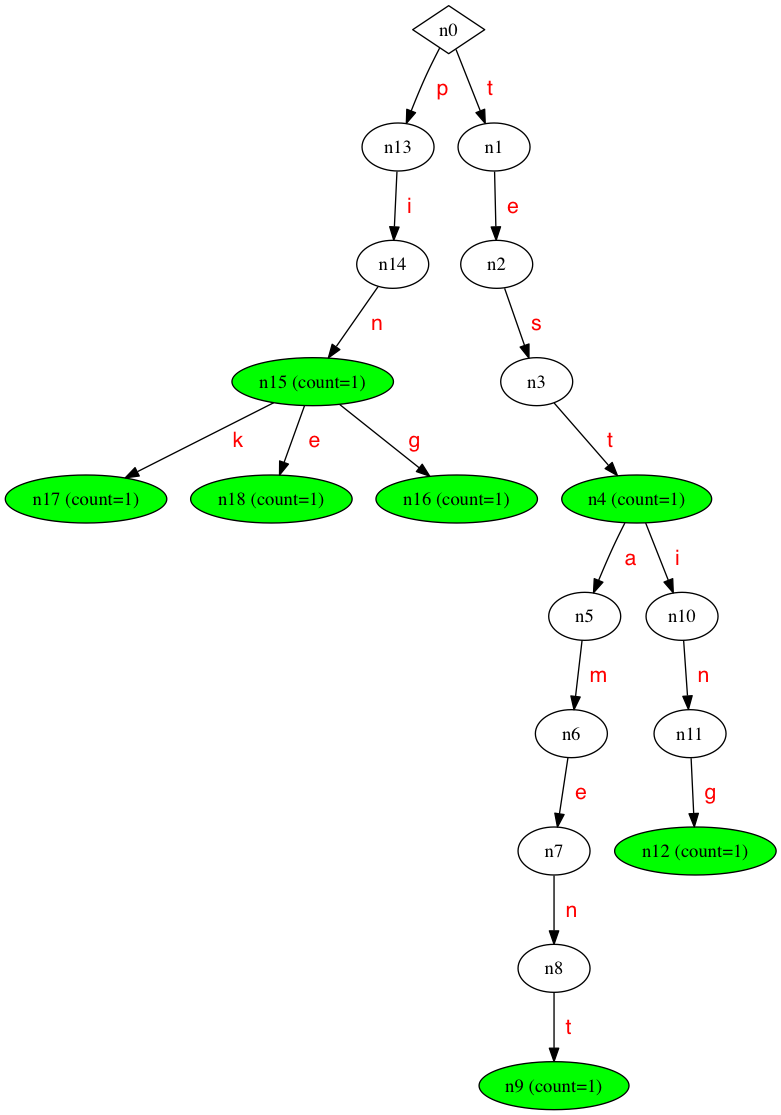 n0
p t
n13 n1
i e
n14 n2
n s
n15 (count=1) n3
k e g t
n17 (count=1) n18 (count=1) n16 (count=1) n4 (count=1)
a i
n5 n10
m n
n6 n11
e g
n7 n12 (count=1)
n
n8
t
n9 (count=1)